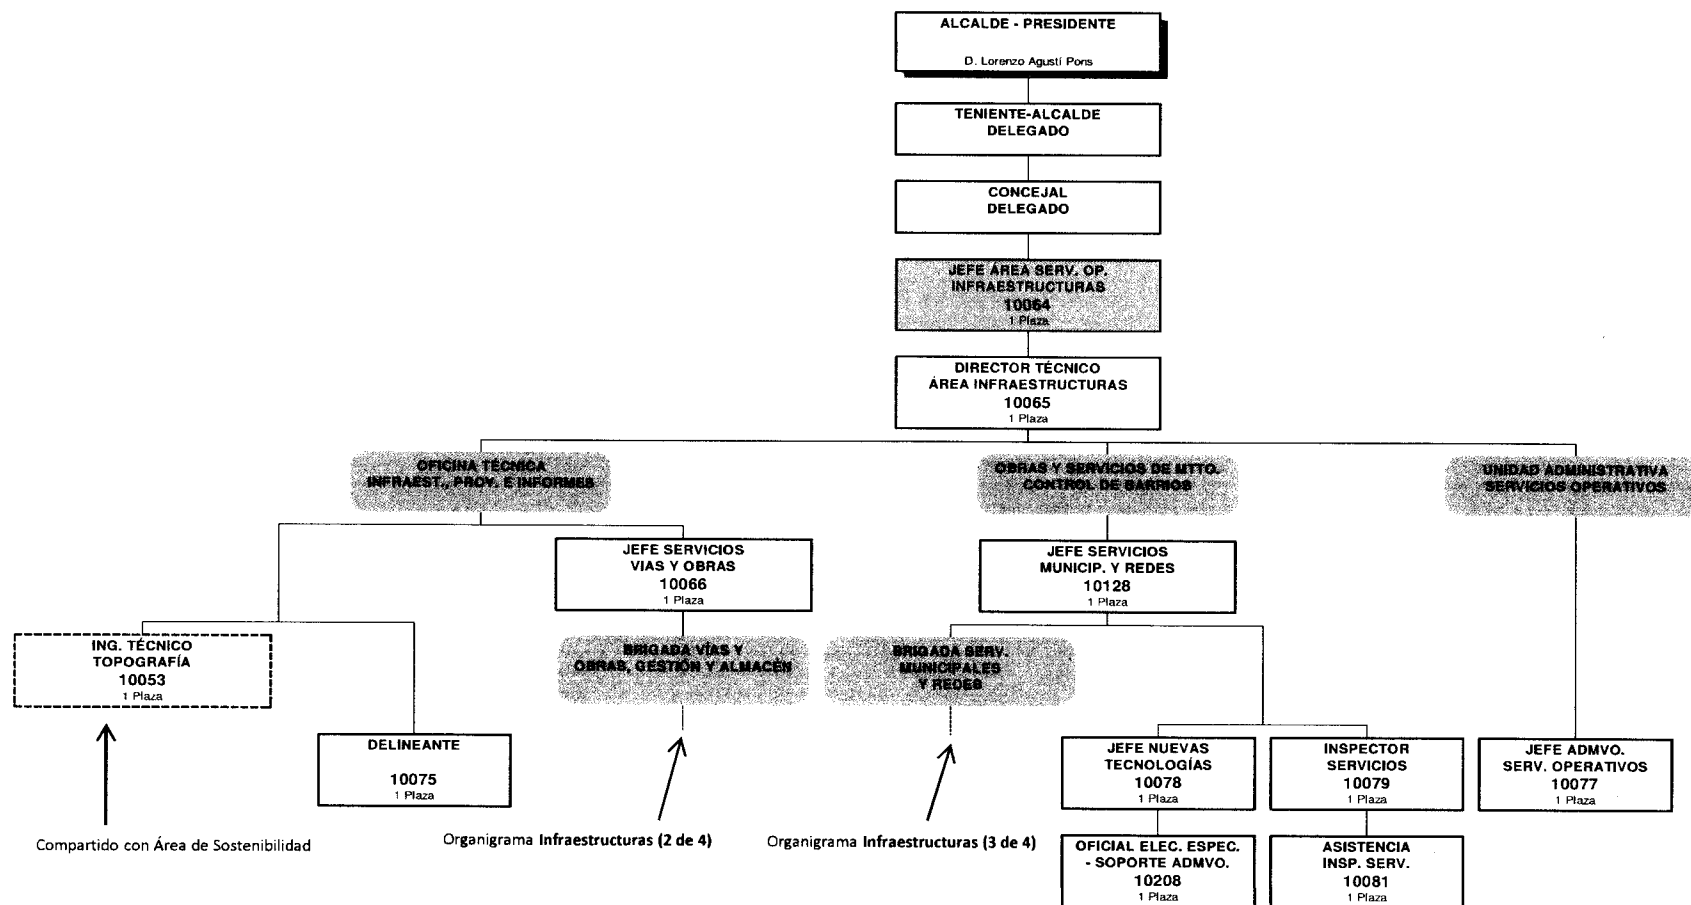 ALCALDE - PRESIDENTE
D. Lorenzo Agustí Pons
TENIENTE-ALCALDE
DELEGADO
CONCEJAL
DELEGADO
JEFE ÁREA SERV. OP.
INFRAESTRUCTURAS
10064
1 Plaza
DIRECTOR TÉCNICO
ÁREA INFRAESTRUCTURAS
10065
1 Plaza
OFICINA TÉCNICA
INFRAEST., PROY. E INFORMES
OBRAS Y SERVICIOS DE MTTO.
CONTROL DE BARRIOS
UNIDAD ADMINISTRATIVA
SERVICIOS OPERATIVOS
JEFE SERVICIOS
VIAS Y OBRAS
10066
1 Plaza
JEFE SERVICIOS
MUNICIP. Y REDES
10128
1 Plaza
ING. TÉCNICO
TOPOGRAFÍA
10053
1 Plaza
BRIGADA VÍAS Y
OBRAS, GESTIÓN Y ALMACÉN
BRIGADA SERV.
MUNICIPALES
Y REDES
DELINEANTE
10075
1 Plaza
JEFE NUEVAS
TECNOLOGÍAS
10078
1 Plaza
INSPECTOR
SERVICIOS
10079
1 Plaza
JEFE ADMVO.
SERV. OPERATIVOS
10077
1 Plaza
Compartido con Área de Sostenibilidad
Organigrama Infraestructuras (2 de 4)
Organigrama Infraestructuras (3 de 4)
OFICIAL ELEC. ESPEC.
- SOPORTE ADMVO.
10208
1 Plaza
ASISTENCIA
INSP. SERV.
10081
1 Plaza